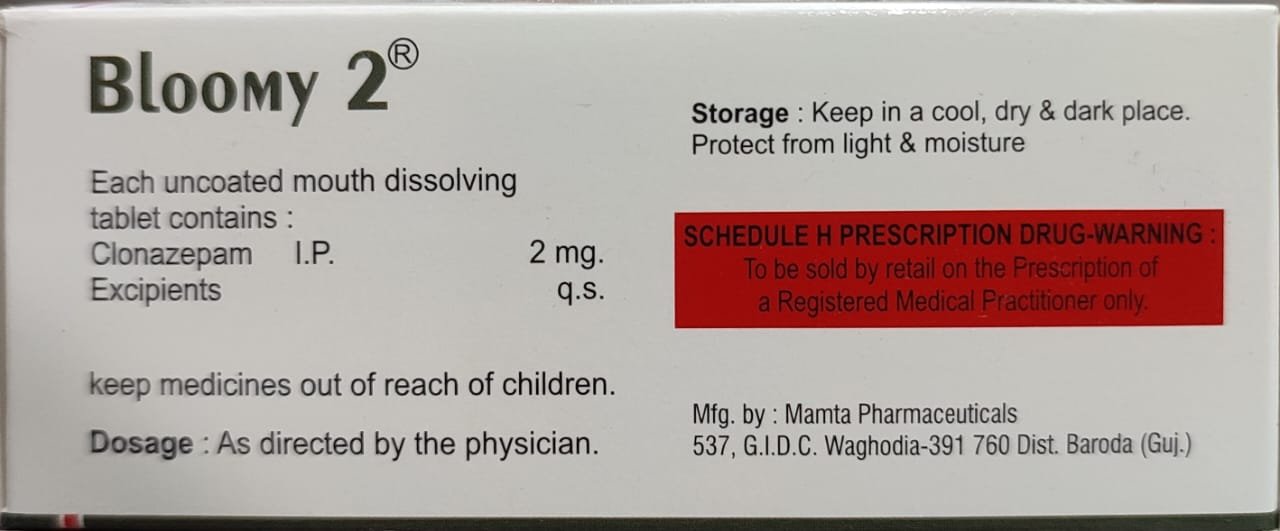 Bloomy 2®
Each uncoated mouth dissolving
tablet contains :
Clonazepam I.P. 2 mg.
Excipients q.s.
keep medicines out of reach of children.
Dosage : As directed by the physician.
Storage : Keep in a cool, dry & dark place.
Protect from light & moisture
SCHEDULE H PRESCRIPTION DRUG-WARNING :
To be sold by retail on the Prescription of
a Registered Medical Practitioner only.
Mfg. by : Mamta Pharmaceuticals
537, G.I.D.C. Waghodia-391 760 Dist. Baroda (Guj.)